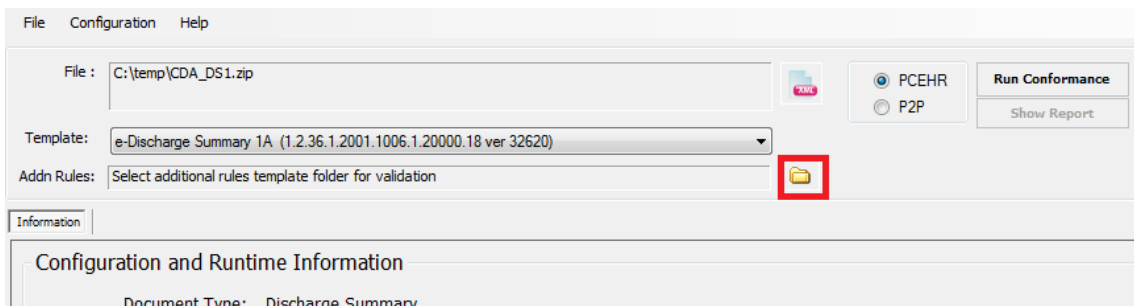 File Configuration Help
File : C:\temp\CDA_DS1.zip
XML
PCEHR
Run Conformance
P2P
Show Report
Template: e-Discharge Summary 1A (1.2.36.1.2001.1006.1.20000.18 ver 32620)
Addn Rules: Select additional rules template folder for validation
Information
Configuration and Runtime Information
Document Type: Discharge Summary